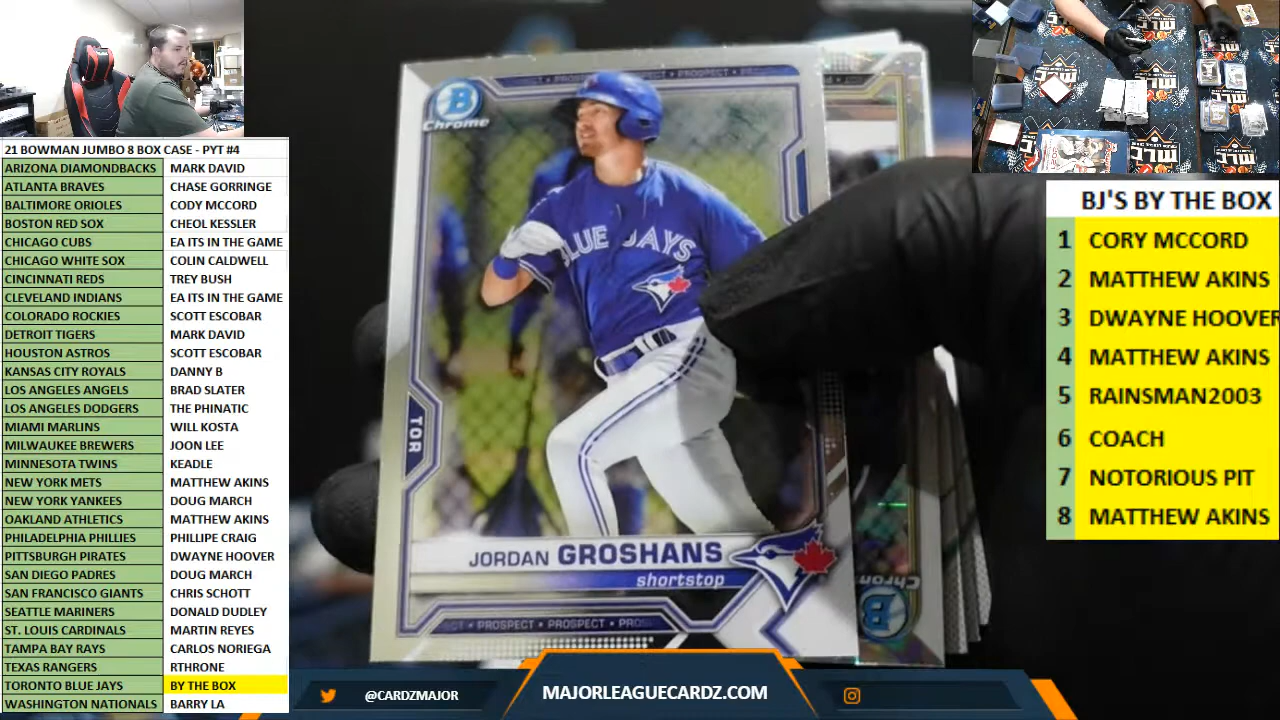 21 BOWMAN JUMBO 8 BOX CASE - PYT #4
ARIZONA DIAMONDBACKS MARK DAVID
ATLANTA BRAVES CHASE GORRINGE
BALTIMORE ORIOLES CODY MCCORD
BOSTON RED SOX CHEOL KESSLER
CHICAGO CUBS EA ITS IN THE GAME
CHICAGO WHITE SOX COLIN CALDWELL
CINCINNATI REDS TREY BUSH
CLEVELAND INDIANS EA ITS IN THE GAME
COLORADO ROCKIES SCOTT ESCOBAR
DETROIT TIGERS MARK DAVID
HOUSTON ASTROS SCOTT ESCOBAR
KANSAS CITY ROYALS DANNY B
LOS ANGELES ANGELS BRAD SLATER
LOS ANGELES DODGERS THE PHINATIC
MIAMI MARLINS WILL KOSTA
MILWAUKEE BREWERS JOON LEE
MINNESOTA TWINS KEADLE
NEW YORK METS MATTHEW AKINS
NEW YORK YANKEES DOUG MARCH
OAKLAND ATHLETICS MATTHEW AKINS
PHILADELPHIA PHILLIES PHILLIPE CRAIG
PITTSBURGH PIRATES DWAYNE HOOVER
SAN DIEGO PADRES DOUG MARCH
SAN FRANCISCO GIANTS CHRIS SCHOTT
SEATTLE MARINERS DONALD DUDLEY
ST. LOUIS CARDINALS MARTIN REYES
TAMPA BAY RAYS CARLOS NORIEGA
TEXAS RANGERS RTHRONE
TORONTO BLUE JAYS BY THE BOX
WASHINGTON NATIONALS BARRY LA
PROSPECT • PROSPECT
B
Chrome
BLUE JAYS
TOR
JORDAN GROSHANS
shortstop
PROSPECT • PROSPECT
Chrome
B
BJ'S BY THE BOX
1 CORY MCCORD
2 MATTHEW AKINS
3 DWAYNE HOOVER
4 MATTHEW AKINS
5 RAINSMAN2003
6 COACH
7 NOTORIOUS PIT
8 MATTHEW AKINS
@CARDZMAJOR
MAJORLEAGUECARDZ.COM